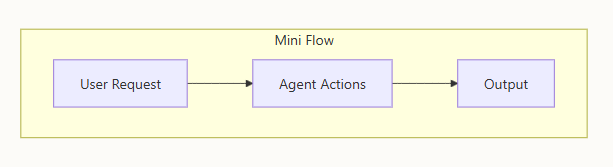 Mini Flow
User Request
Agent Actions
Output